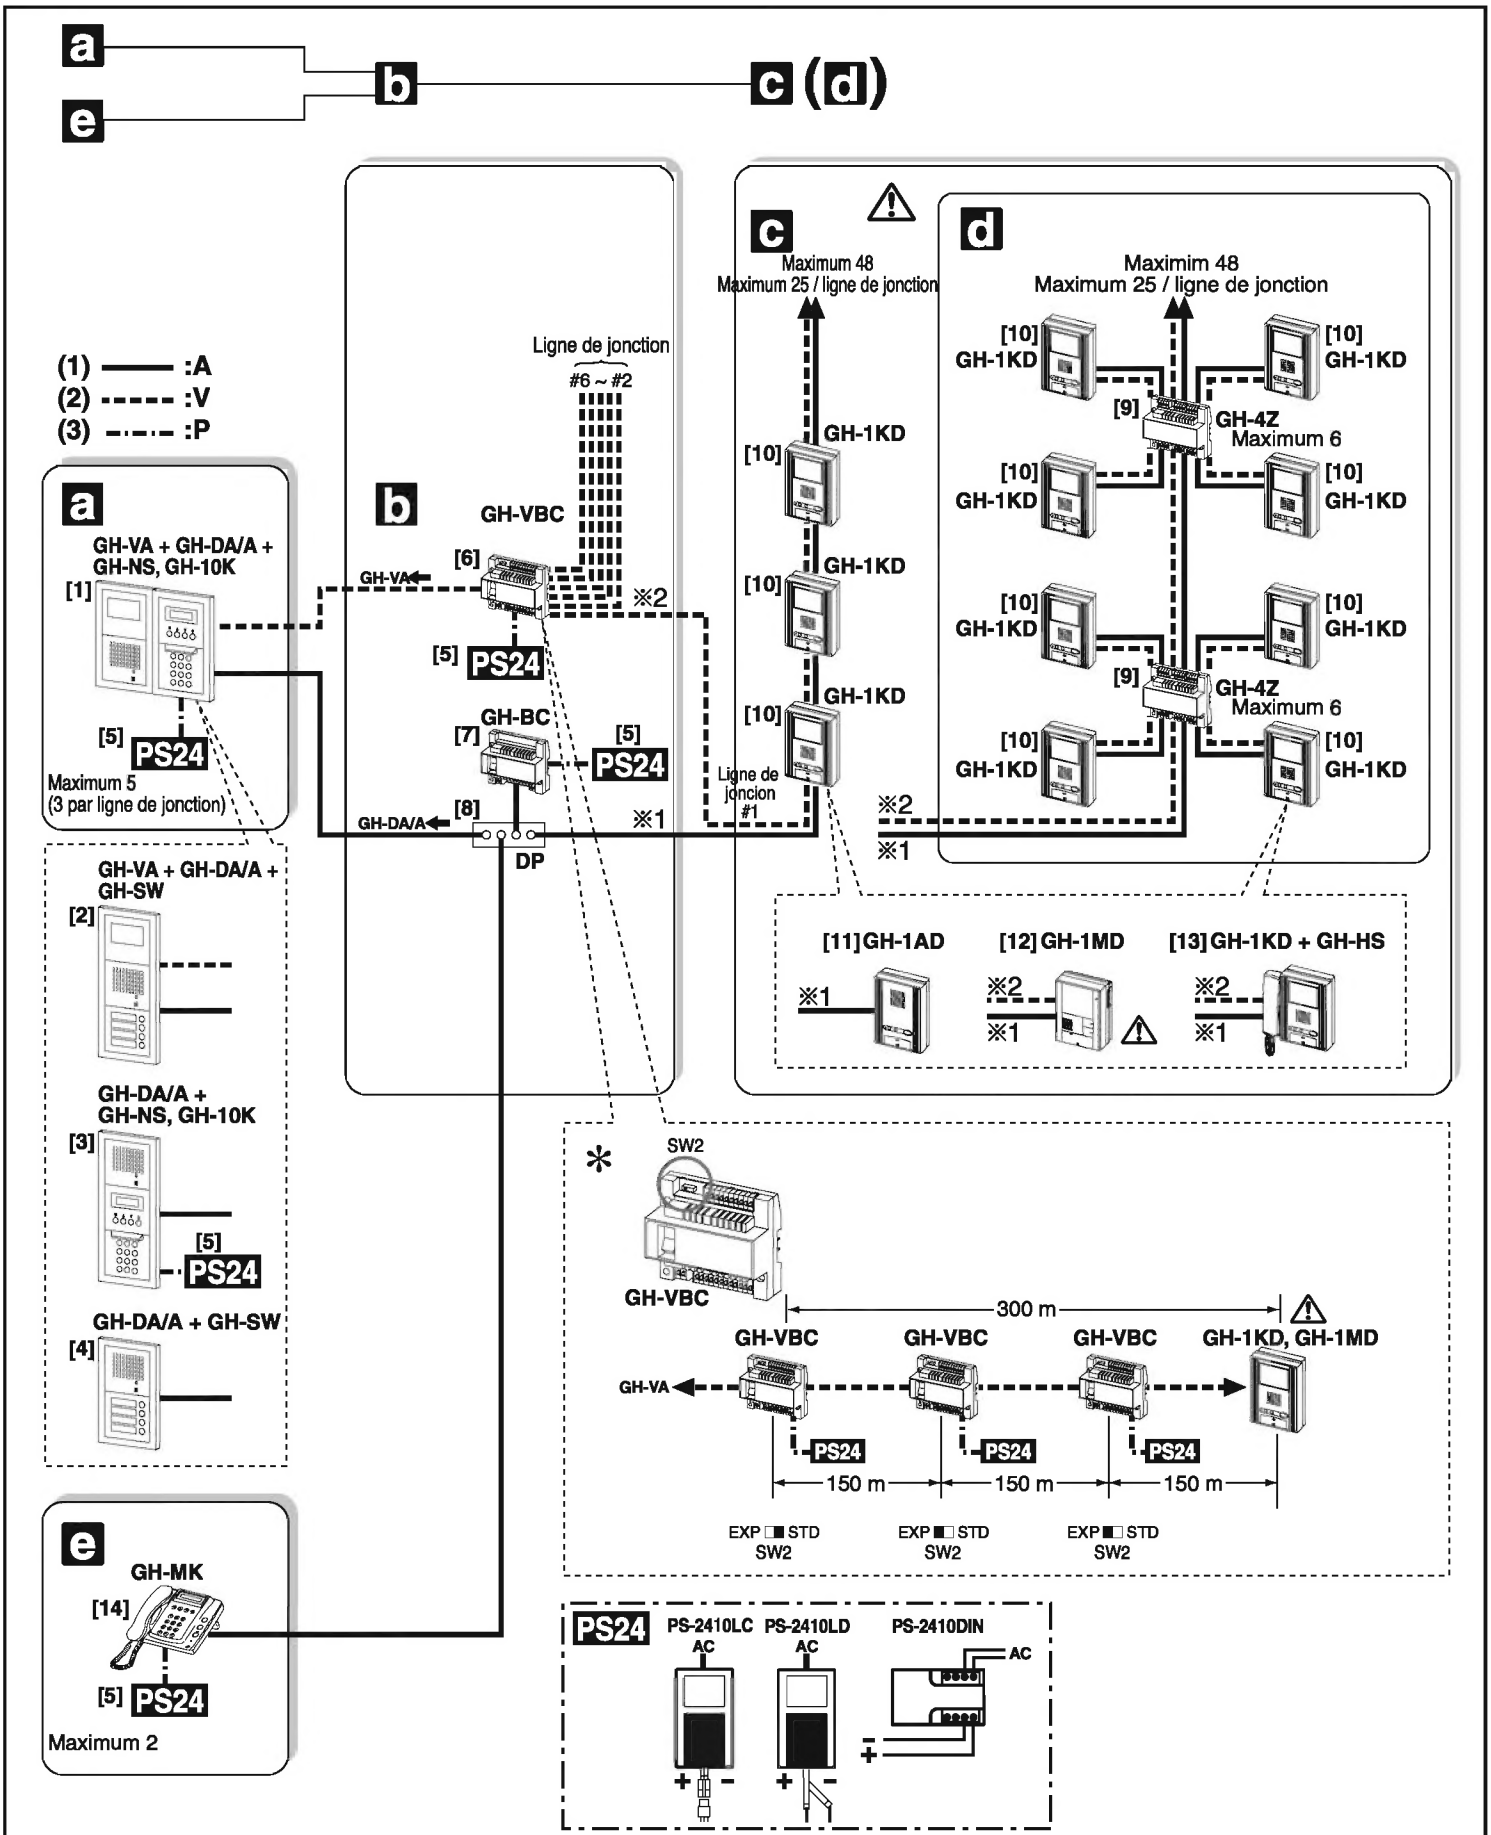 a
b
c (d)
e
(1) :A
(2) :V
(3) :P
a
GH-VA + GH-DA/A +
GH-NS, GH-10K
[1]
[5] PS24
Maximum 5
(3 par ligne de jonction)
GH-VA + GH-DA/A +
GH-SW
[2]
GH-DA/A +
GH-NS, GH-10K
[3]
[5]
PS24
GH-DA/A + GH-SW
[4]
e
GH-MK
[14]
[5] PS24
Maximum 2
b
Ligne de jonction
#6 ~ #2
GH-VBC
[6]
GH-VA
※2
[5] PS24
GH-BC
[7]
[5]
PS24
[8]
GH-DA/A
※1
DP
Ligne de
joncion
#1
c
Maximum 48
Maximum 25 / ligne de jonction
GH-1KD
[10]
GH-1KD
[10]
GH-1KD
[10]
d
Maximim 48
Maximum 25 / ligne de jonction
[10]
GH-1KD
[10]
GH-1KD
[9]
GH-4Z
Maximum 6
[10]
GH-1KD
[10]
GH-1KD
[10]
GH-1KD
[10]
GH-1KD
[9]
GH-4Z
Maximum 6
[10]
GH-1KD
[10]
GH-1KD
※2
※1
[11] GH-1AD
※1
[12] GH-1MD
※2
※1
[13] GH-1KD + GH-HS
※2
※1
*
SW2
GH-VBC
300 m
GH-VBC
GH-VBC
GH-VBC
GH-1KD, GH-1MD
GH-VA
PS24
PS24
PS24
150 m
150 m
150 m
EXP STD
SW2
EXP STD
SW2
EXP STD
SW2
PS24
PS-2410LC
AC
+ -
PS-2410LD
AC
+ -
PS-2410DIN
AC
-
+